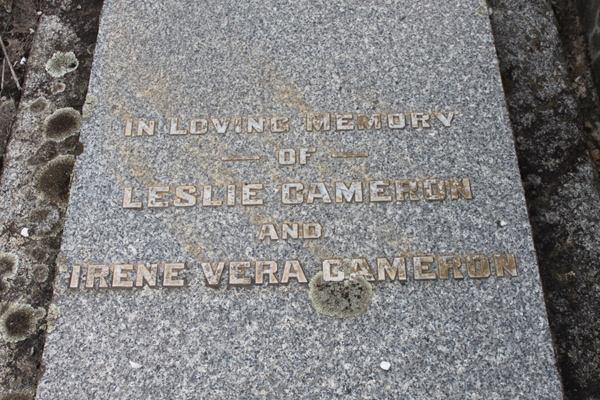 IN LOVING MEMORY
— OF —
LESLIE CAMERON
AND
IRENE VERA CAMERON